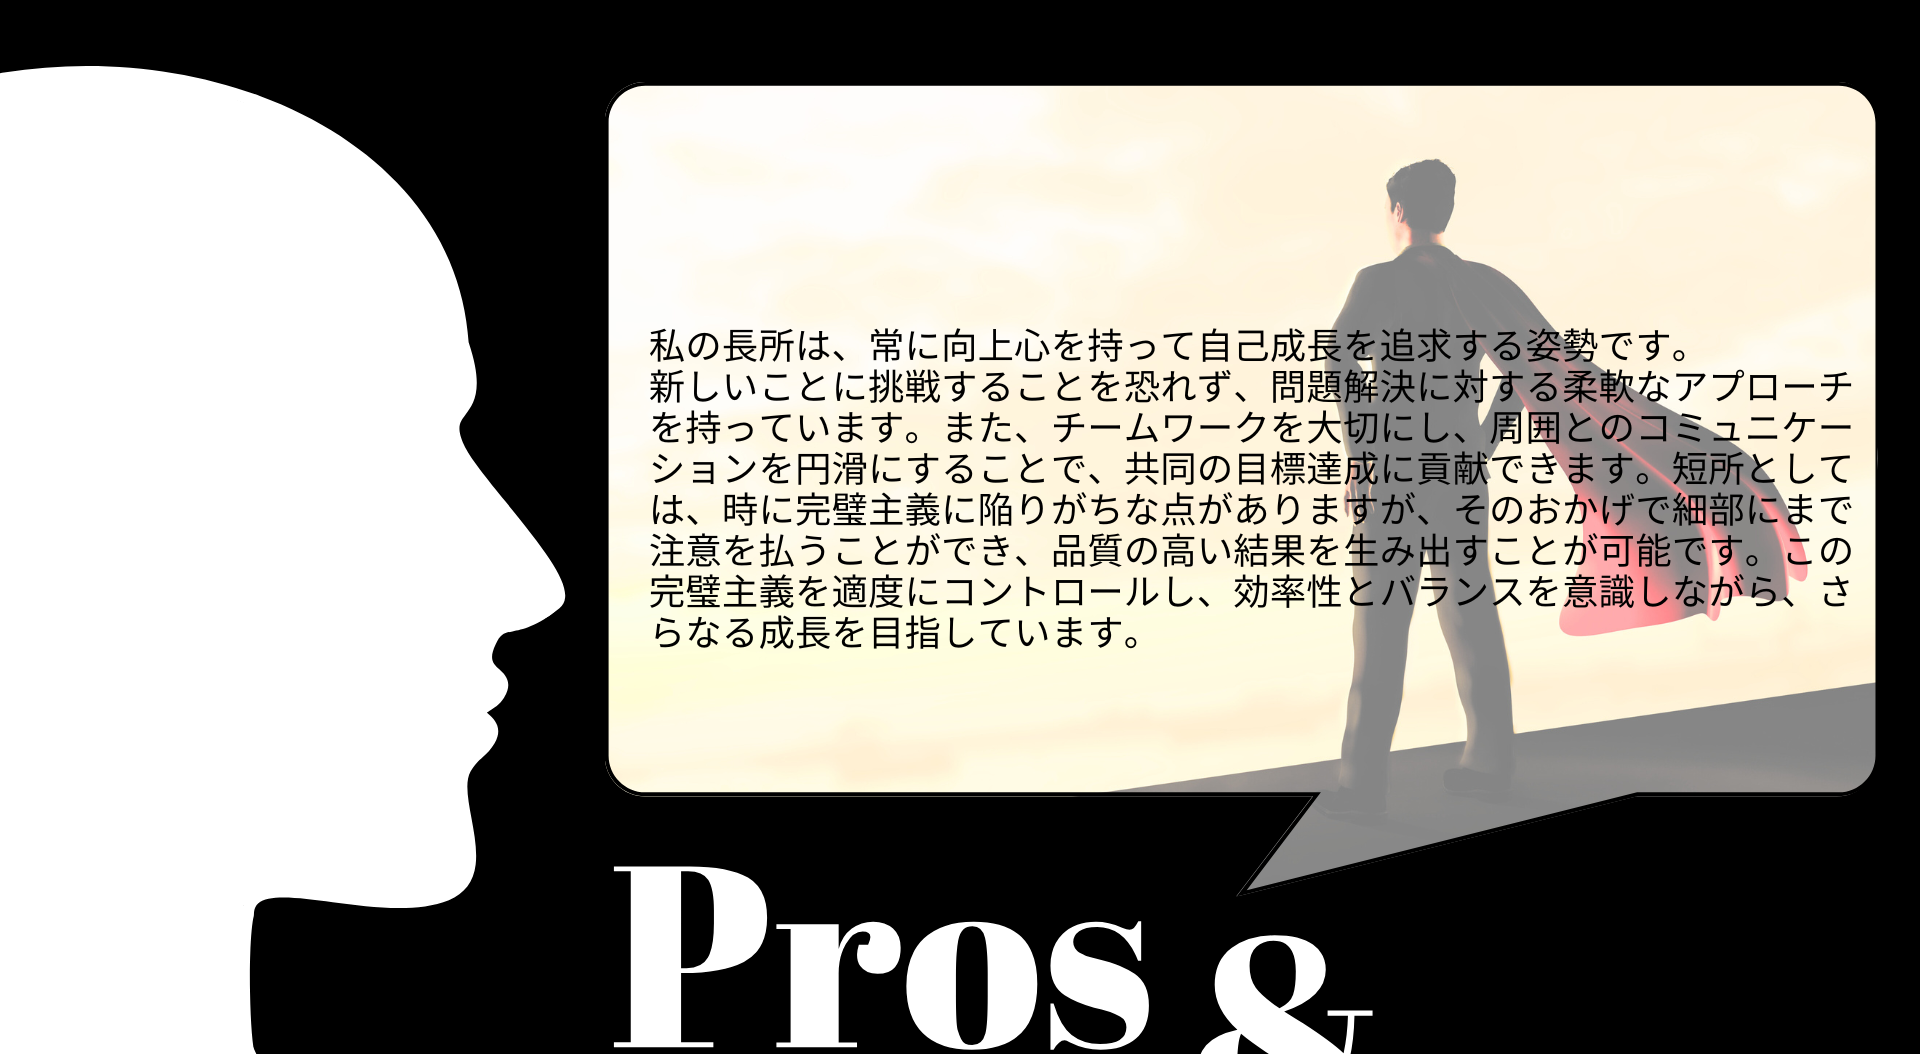 私の長所は、常に向上心を持って自己成長を追求する姿勢です。
新しいことに挑戦することを恐れず、問題解決に対する柔軟なアプローチ
を持っています。また、チームワークを大切にし、周囲とのコミュニケー
ションを円滑にすることで、共同の目標達成に貢献できます。短所として
は、時に完璧主義に陥りがちな点がありますが、そのおかげで細部にまで
注意を払うことができ、品質の高い結果を生み出すことが可能です。この
完璧主義を適度にコントロールし、効率性とバランスを意識しながら、さ
らなる成長を目指しています。
Pros &